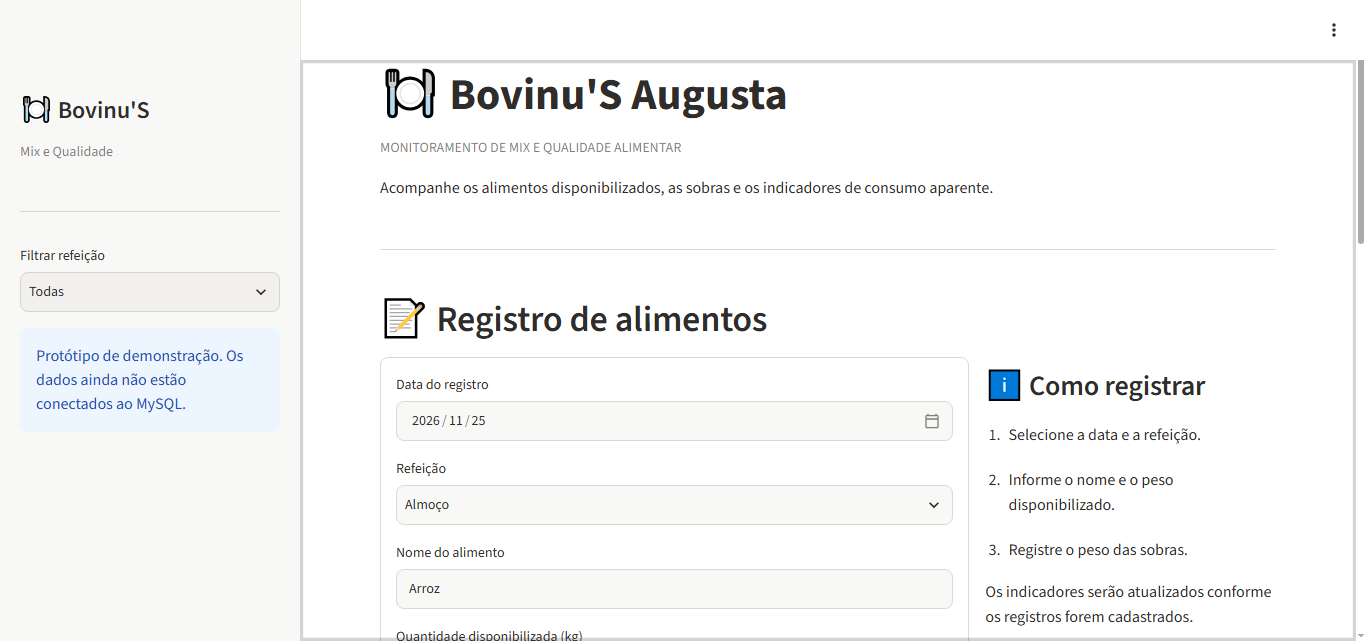 Bovinu'S
Mix e Qualidade
Filtrar refeição
Todas
Protótipo de demonstração. Os
dados ainda não estão
conectados ao MySQL.
Bovinu'S Augusta
MONITORAMENTO DE MIX E QUALIDADE ALIMENTAR
Acompanhe os alimentos disponibilizados, as sobras e os indicadores de consumo aparente.
Registro de alimentos
Data do registro
2026/11/25
Refeição
Almoço
Nome do alimento
Arroz
Quantidade disponibilizada (kg)
i Como registrar
1. Selecione a data e a refeição.
2. Informe o nome e o peso
disponibilizado.
3. Registre o peso das sobras.
Os indicadores serão atualizados conforme
os registros forem cadastrados.